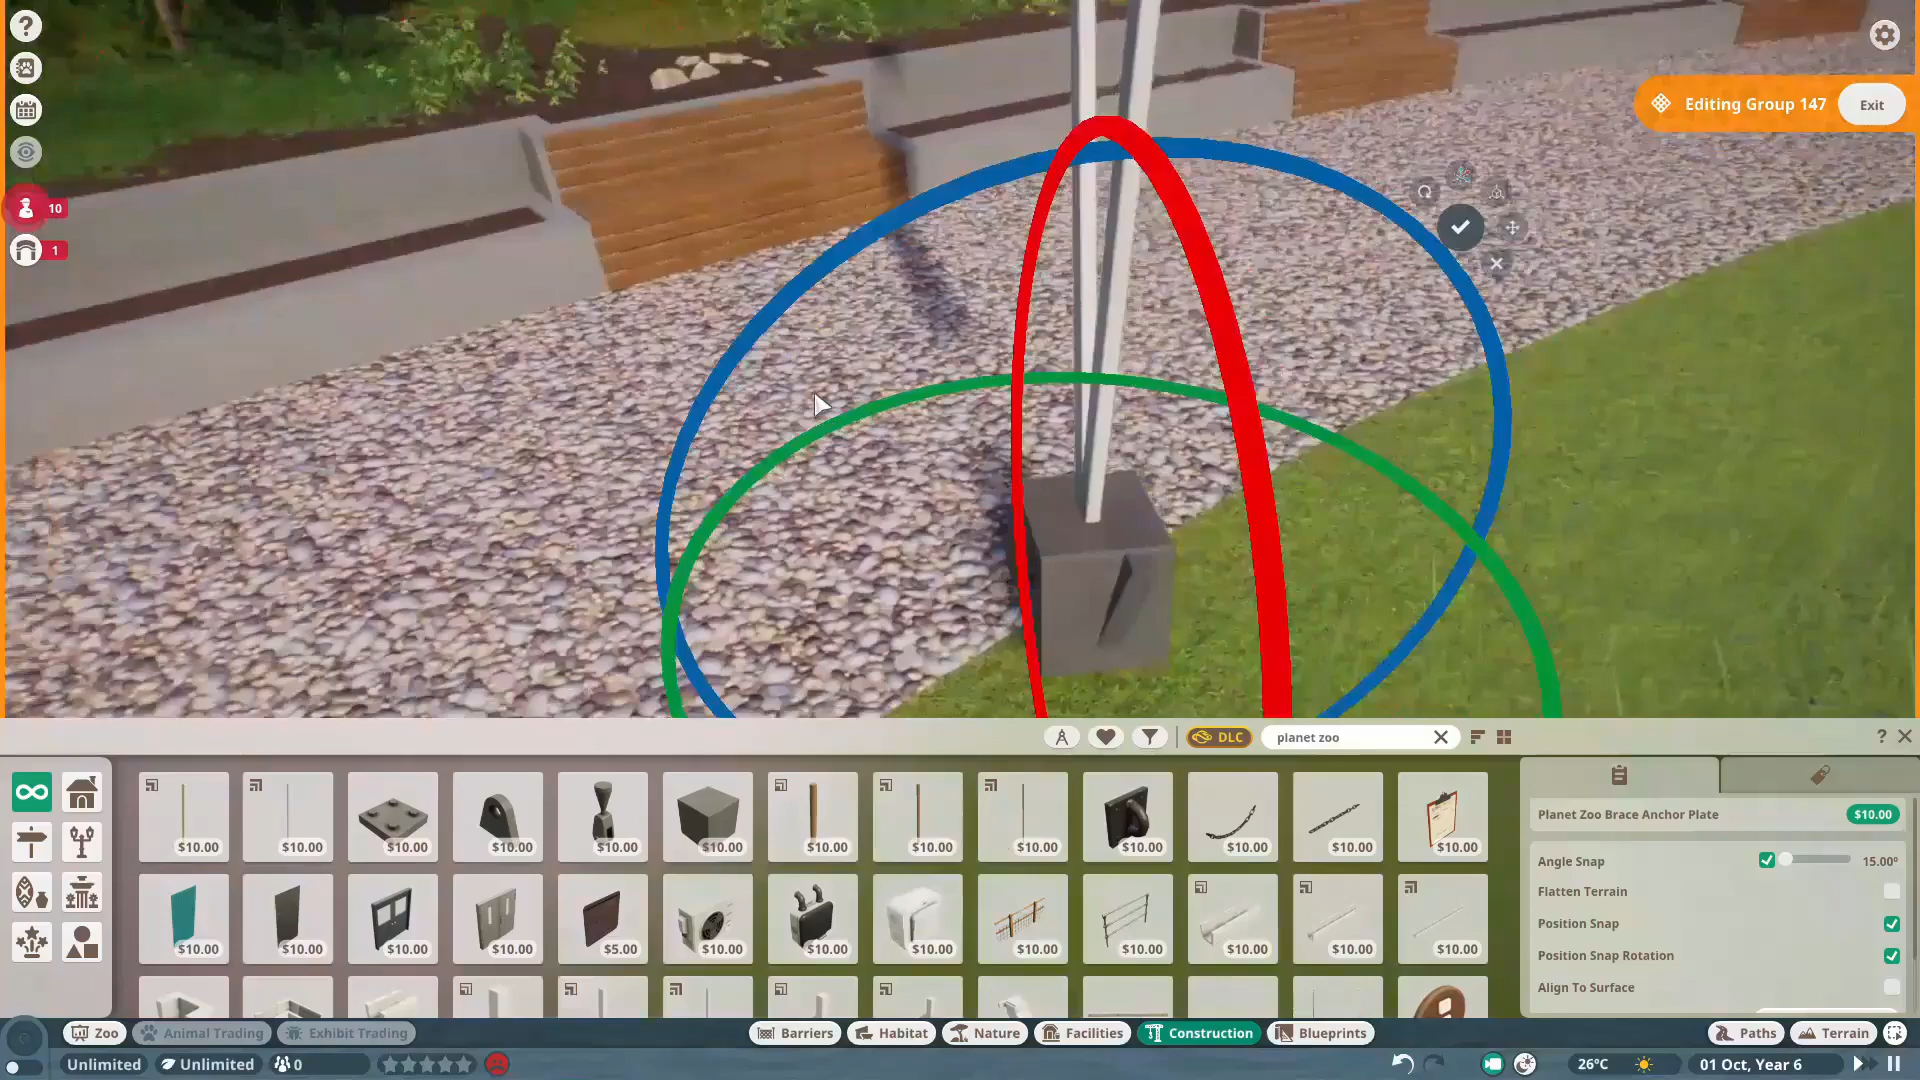 ?
Editing Group 147 Exit
10
1
DLC planet zoo
?
$10.00 $10.00 $10.00 $10.00 $10.00 $10.00 $10.00 $10.00 $10.00 $10.00 $10.00 $10.00 $10.00
$10.00 $10.00 $10.00 $10.00 $5.00 $10.00 $10.00 $10.00 $10.00 $10.00 $10.00 $10.00 $10.00
Planet Zoo Brace Anchor Plate $10.00
Angle Snap 15.00°
Flatten Terrain
Position Snap
Position Snap Rotation
Align To Surface
Zoo Animal Trading Exhibit Trading Barriers Habitat Nature Facilities Construction Blueprints Paths Terrain
Unlimited Unlimited 0 26°C 01 Oct, Year 6